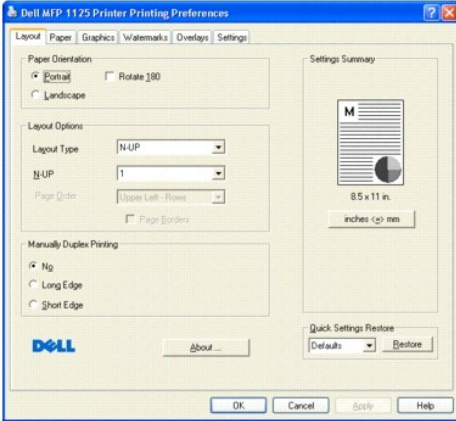 Dell MFP 1125 Printer Printing Preferences
Layout Paper Graphics Watermarks Overlays Settings
Paper Orientation
Portrait
Rotate 180
Landscape
Layout Options
Layout Type
N-UP
N-UP
1
Page Order
Upper Left - Rows
Page Borders
Manually Duplex Printing
No
Long Edge
Short Edge
DELL
About ...
Settings Summary
M
8.5 x 11 in.
inches <=> mm
Quick Settings Restore
Defaults
Restore
OK Cancel Apply Help